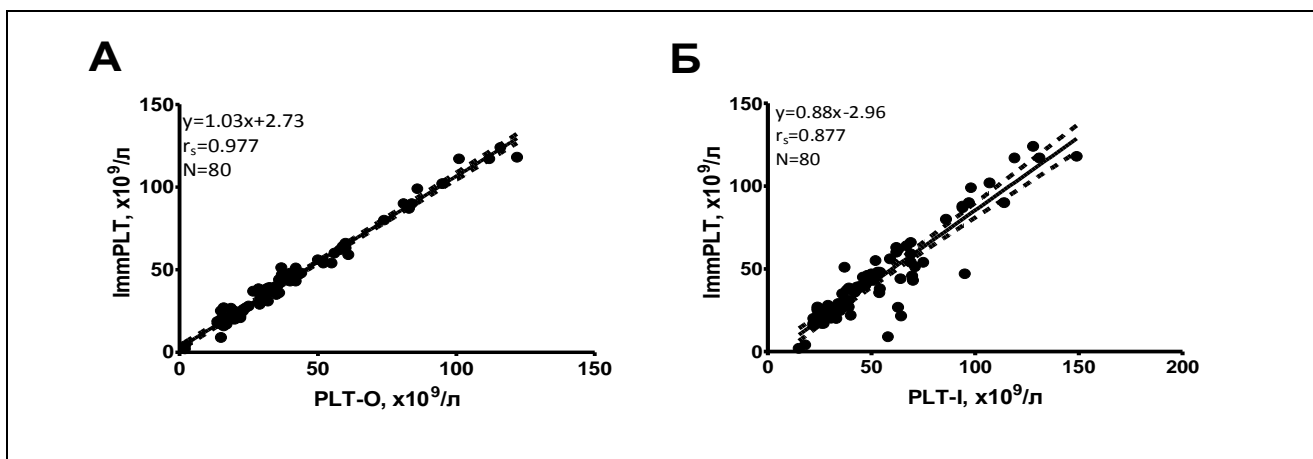 А
ImmPLT, x10⁹/л
150
100
50
0
y=1.03x+2.73
rₛ=0.977
N=80
0 50 100 150
PLT-O, x10⁹/л
Б
ImmPLT, x10⁹/л
150
100
50
0
y=0.88x-2.96
rₛ=0.877
N=80
0 50 100 150 200
PLT-I, x10⁹/л